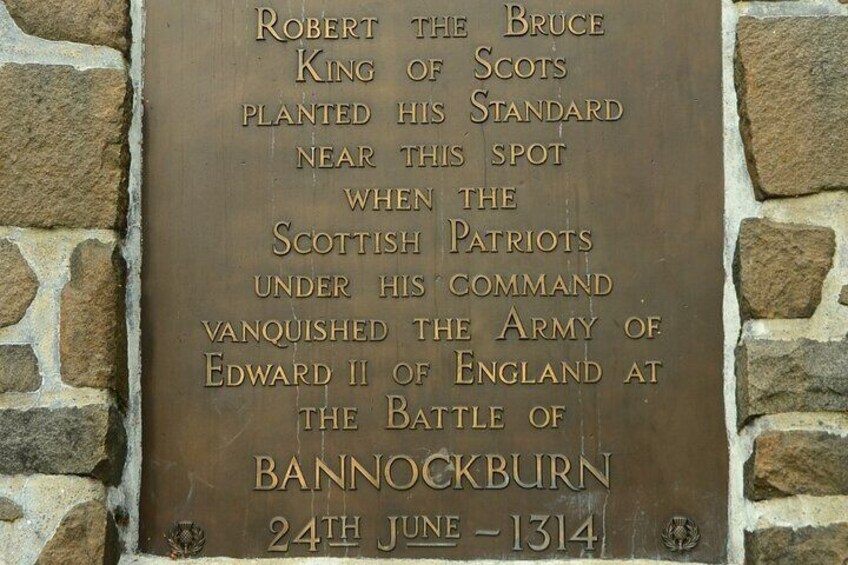 Robert the Bruce
King of Scots
planted his Standard
near this spot
when the
Scottish Patriots
under his command
vanquished the Army of
Edward II of England at
the Battle of
BANNOCKBURN
24th June – 1314